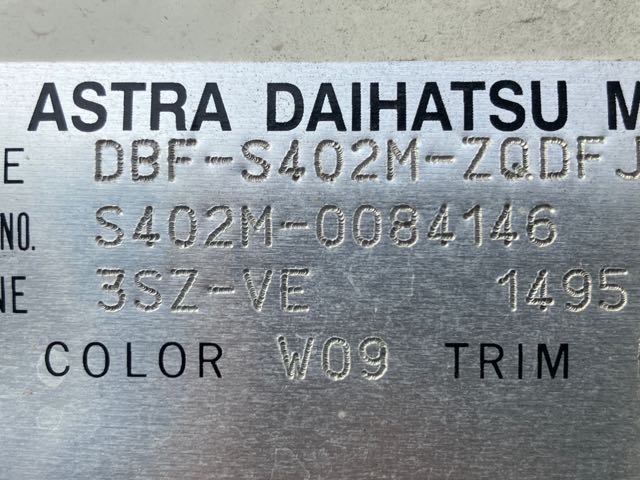 ASTRA DAIHATSU M
E DBF-S402M-ZQDFJ
NO. S402M-0084146
NE 3SZ-VE 1495
COLOR W09 TRIM